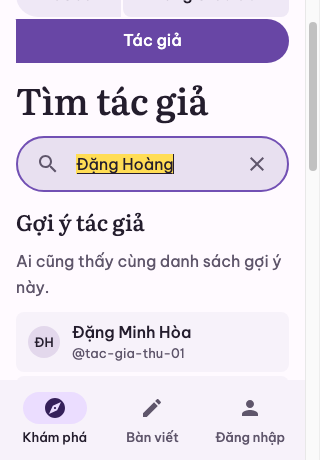 Tác giả
Tìm tác giả
Đặng Hoàng
Gợi ý tác giả
Ai cũng thấy cùng danh sách gợi ý
này.
ĐH
Đặng Minh Hòa
@tac-gia-thu-01
Khám phá
Bàn viết
Đăng nhập